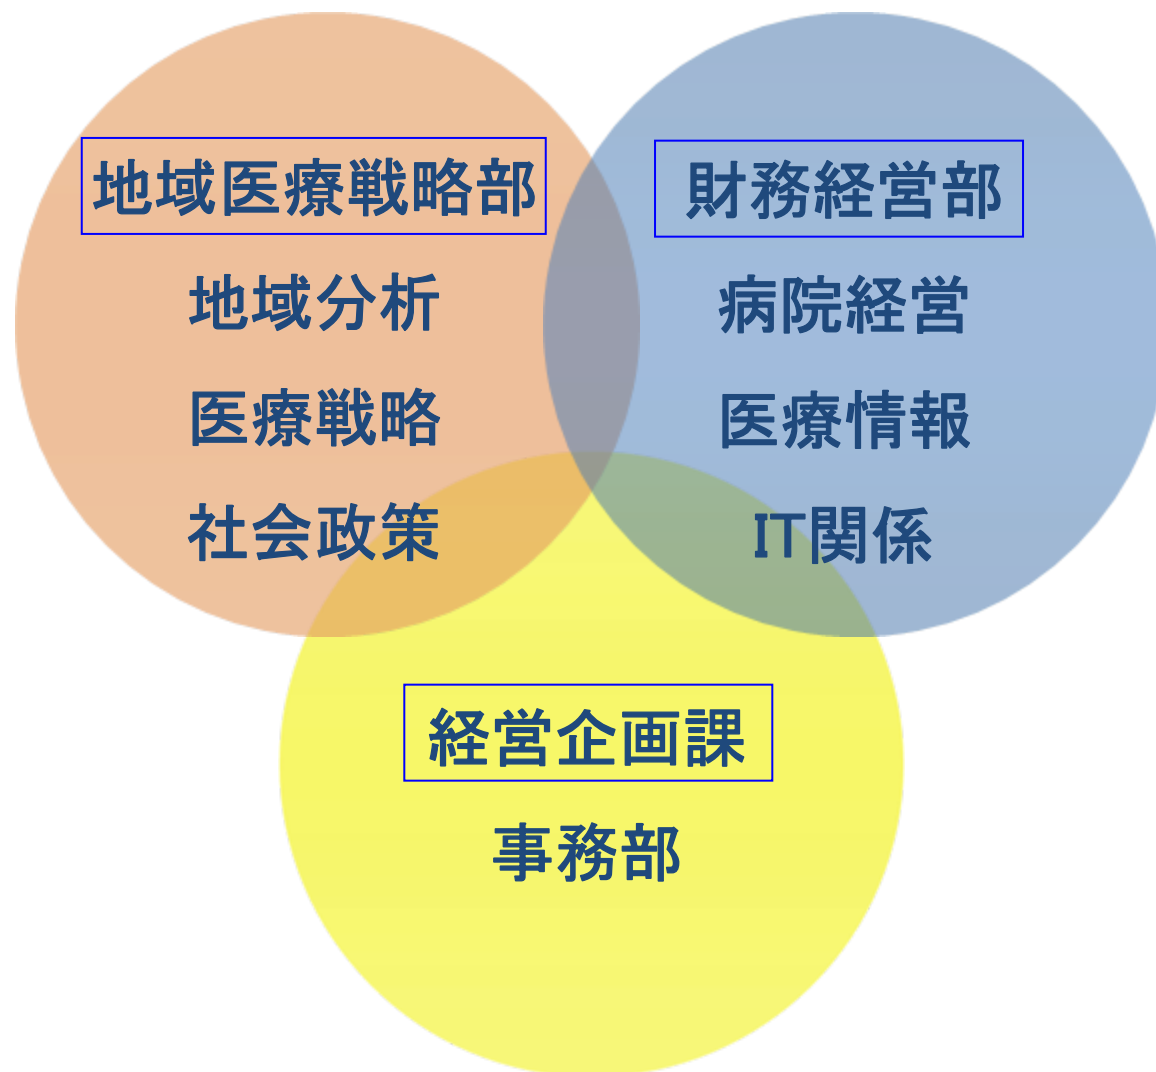 地域医療戦略部
地域分析
医療戦略
社会政策
財務経営部
病院経営
医療情報
IT関係
経営企画課
事務部